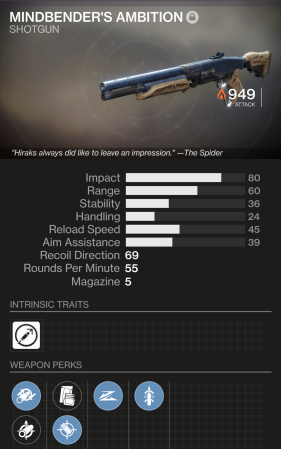 MINDBENDER'S AMBITION
SHOTGUN
949
ATTACK
"Hiraks always did like to leave an impression." —The Spider
Impact 80
Range 60
Stability 36
Handling 24
Reload Speed 45
Aim Assistance 39
Recoil Direction 69
Rounds Per Minute 55
Magazine 5
INTRINSIC TRAITS
WEAPON PERKS